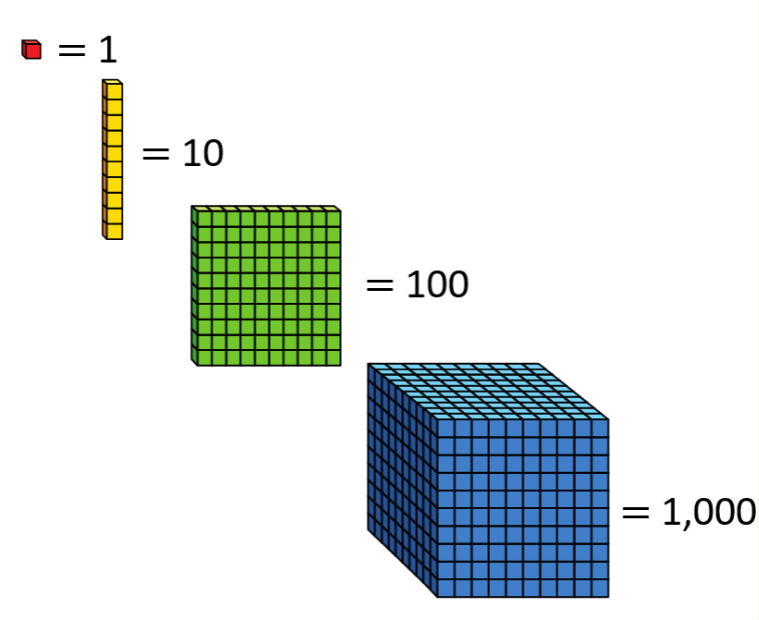 = 1
= 10
= 100
= 1,000